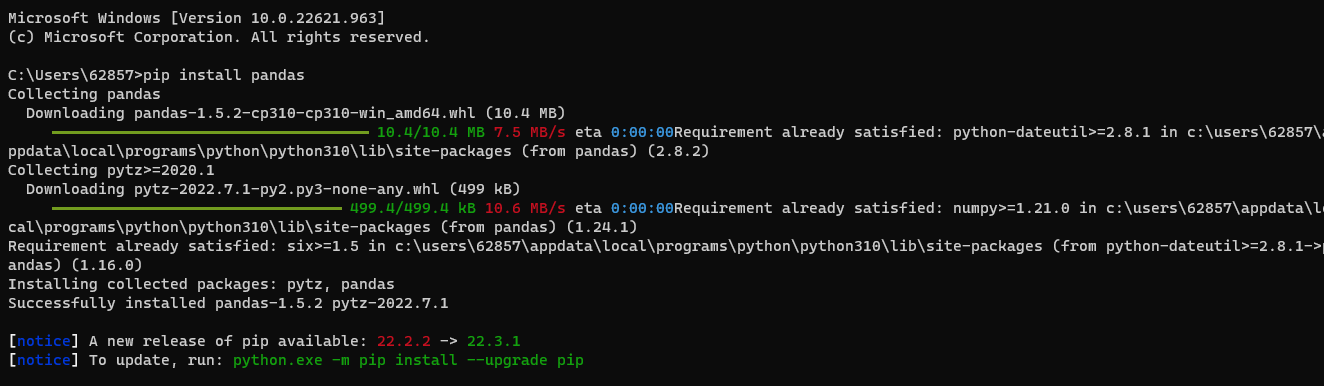 Microsoft Windows [Version 10.0.22621.963]
(c) Microsoft Corporation. All rights reserved.
C:\Users\62857>pip install pandas
Collecting pandas
Downloading pandas-1.5.2-cp310-cp310-win_amd64.whl (10.4 MB)
10.4/10.4 MB 7.5 MB/s eta 0:00:00Requirement already satisfied: python-dateutil>=2.8.1 in c:\users\62857\a
ppdata\local\programs\python\python310\lib\site-packages (from pandas) (2.8.2)
Collecting pytz>=2020.1
Downloading pytz-2022.7.1-py2.py3-none-any.whl (499 kB)
499.4/499.4 kB 10.6 MB/s eta 0:00:00Requirement already satisfied: numpy>=1.21.0 in c:\users\62857\appdata\lo
cal\programs\python\python310\lib\site-packages (from pandas) (1.24.1)
Requirement already satisfied: six>=1.5 in c:\users\62857\appdata\local\programs\python\python310\lib\site-packages (from python-dateutil>=2.8.1->p
andas) (1.16.0)
Installing collected packages: pytz, pandas
Successfully installed pandas-1.5.2 pytz-2022.7.1
[notice] A new release of pip available: 22.2.2 -> 22.3.1
[notice] To update, run: python.exe -m pip install --upgrade pip